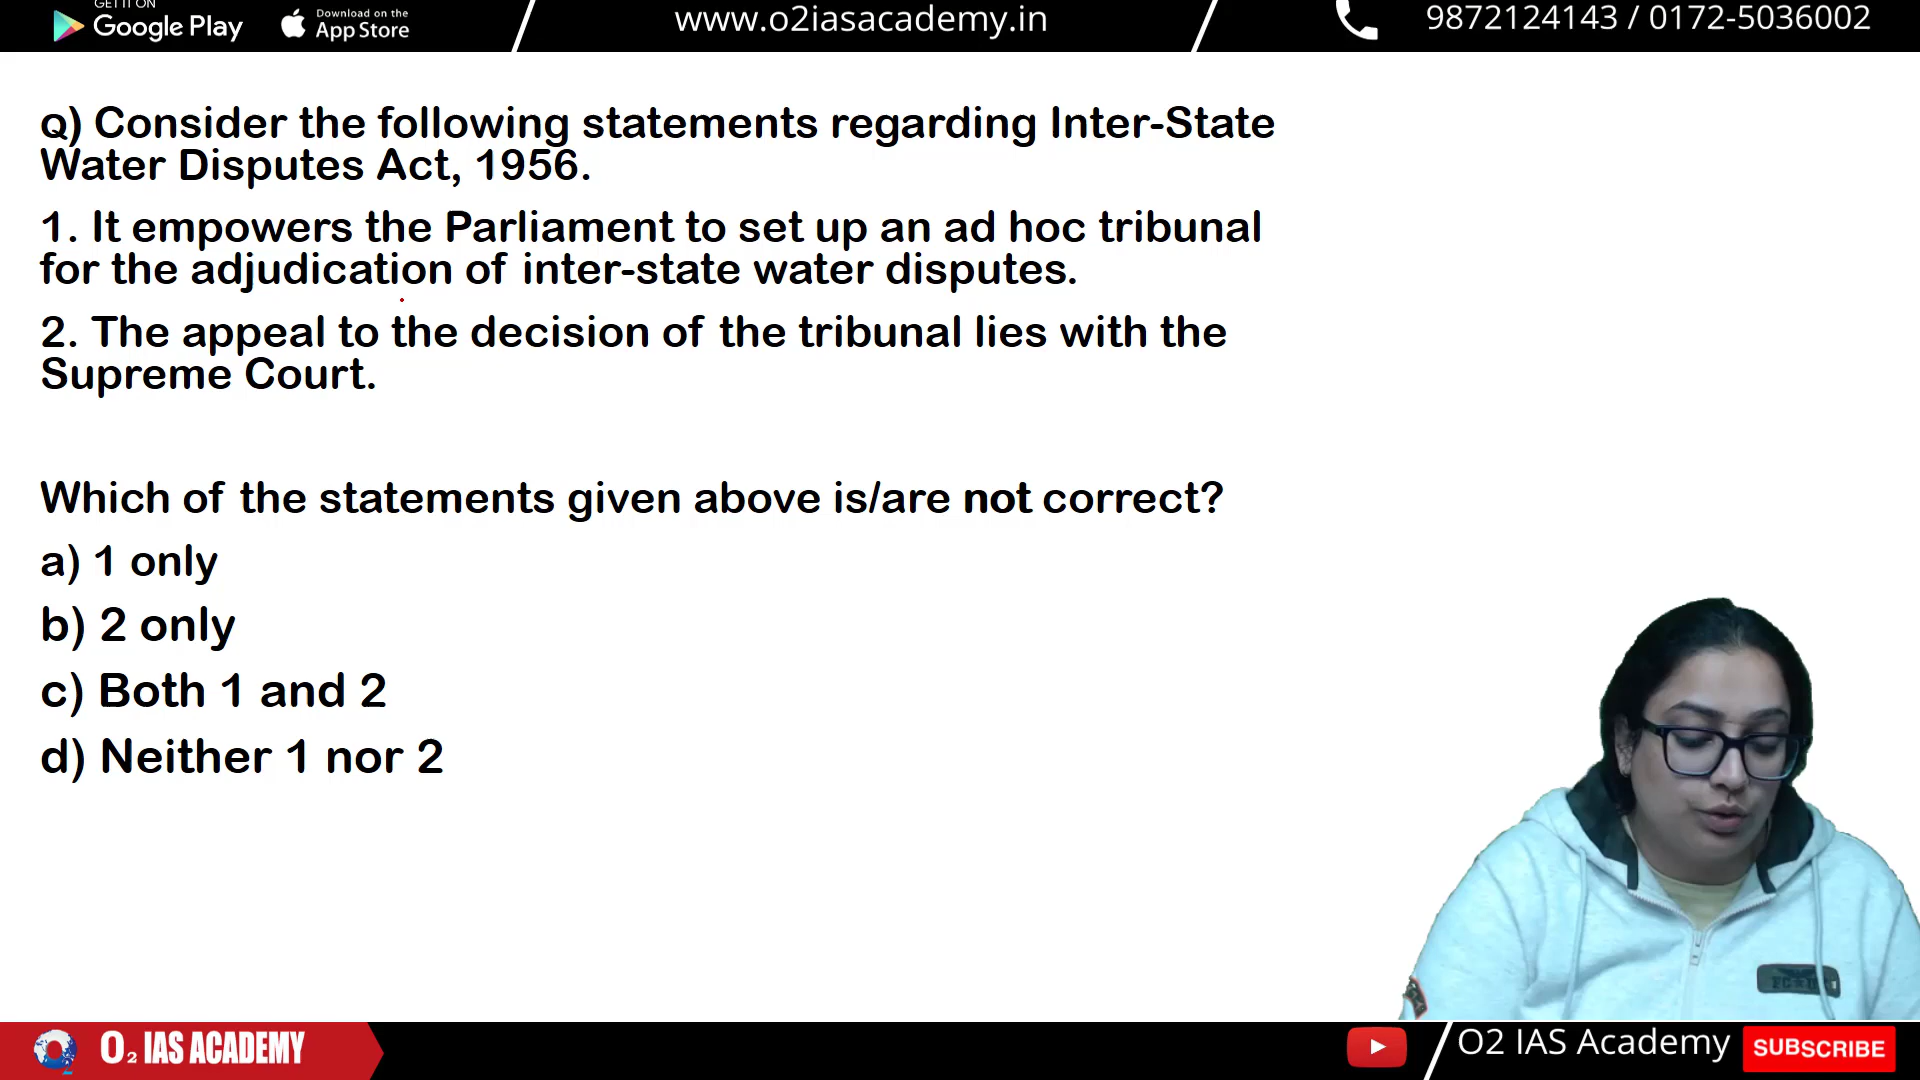 GET IT ON
Google Play
Download on the
App Store
www.o2iasacademy.in
9872124143 / 0172-5036002
Q) Consider the following statements regarding Inter-State
Water Disputes Act, 1956.
1. It empowers the Parliament to set up an ad hoc tribunal
for the adjudication of inter-state water disputes.
2. The appeal to the decision of the tribunal lies with the
Supreme Court.
Which of the statements given above is/are not correct?
a) 1 only
b) 2 only
c) Both 1 and 2
d) Neither 1 nor 2
O2 IAS ACADEMY
O2 IAS Academy
SUBSCRIBE